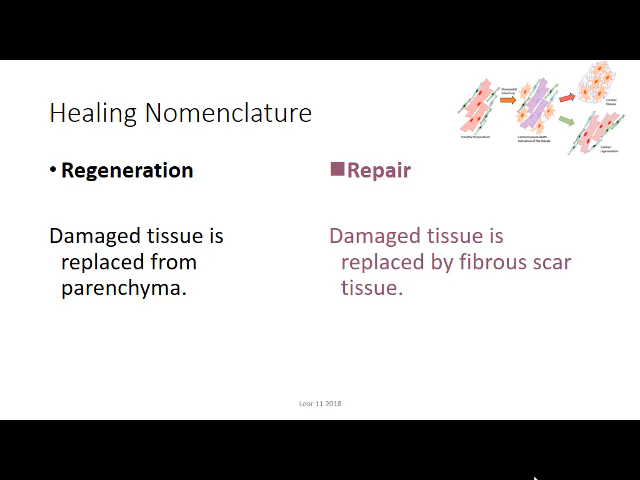 Healing Nomenclature
• Regeneration
Damaged tissue is
replaced from
parenchyma.
■Repair
Damaged tissue is
replaced by fibrous scar
tissue.
Leor 11 2018